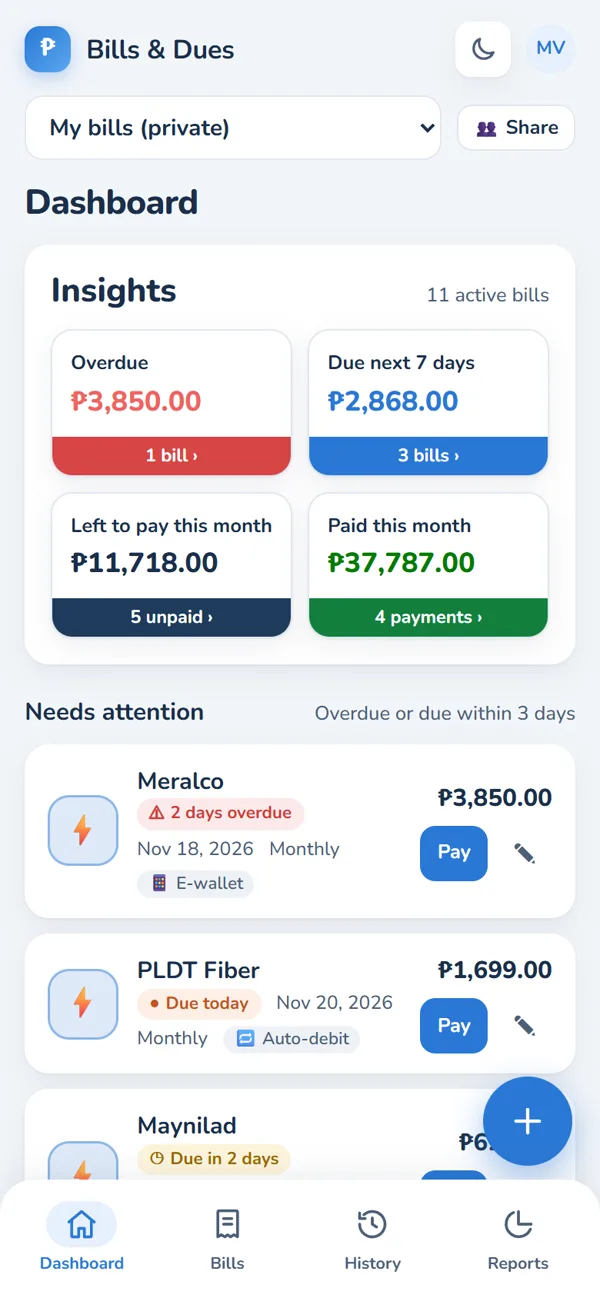 ₱ Bills & Dues MV
My bills (private) Share
Dashboard
Insights 11 active bills
Overdue
₱3,850.00
1 bill ›
Due next 7 days
₱2,868.00
3 bills ›
Left to pay this month
₱11,718.00
5 unpaid ›
Paid this month
₱37,787.00
4 payments ›
Needs attention Overdue or due within 3 days
Meralco
⚠ 2 days overdue
Nov 18, 2026 Monthly
E-wallet
₱3,850.00
Pay
PLDT Fiber
Due today Nov 20, 2026
Monthly Auto-debit
₱1,699.00
Pay
Maynilad
Due in 2 days
Dashboard Bills History Reports